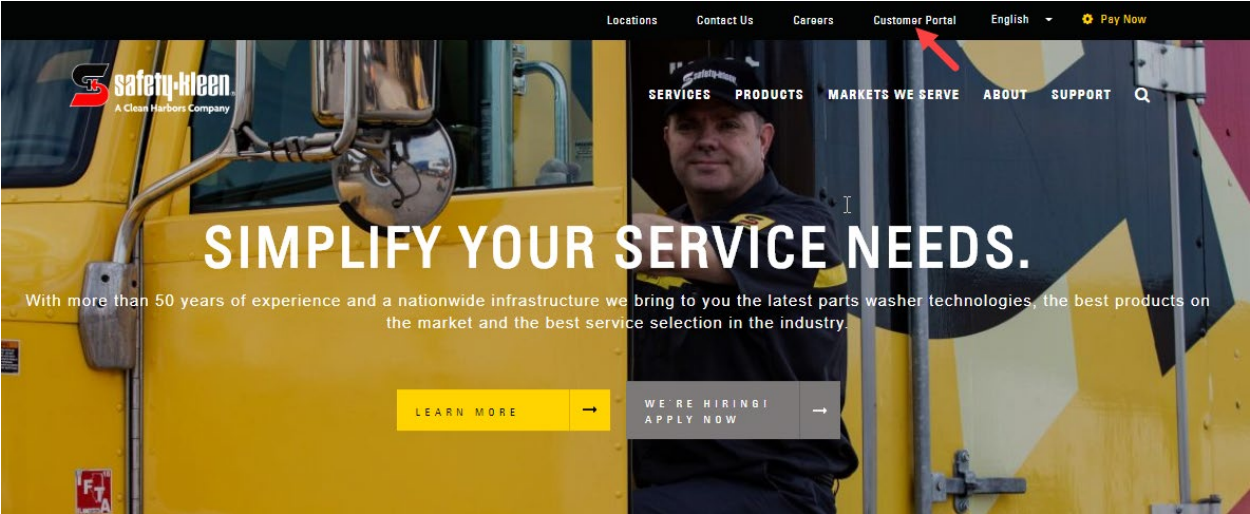 Locations Contact Us Careers Customer Portal English Pay Now
safety-kleen.
A Clean Harbors Company
safety-kleen
SERVICES PRODUCTS MARKETS WE SERVE ABOUT SUPPORT
SIMPLIFY YOUR SERVICE NEEDS.
With more than 50 years of experience and a nationwide infrastructure we bring to you the latest parts washer technologies, the best products on
the market and the best service selection in the industry.
LEARN MORE
WE'RE HIRING!
APPLY NOW
IFTA